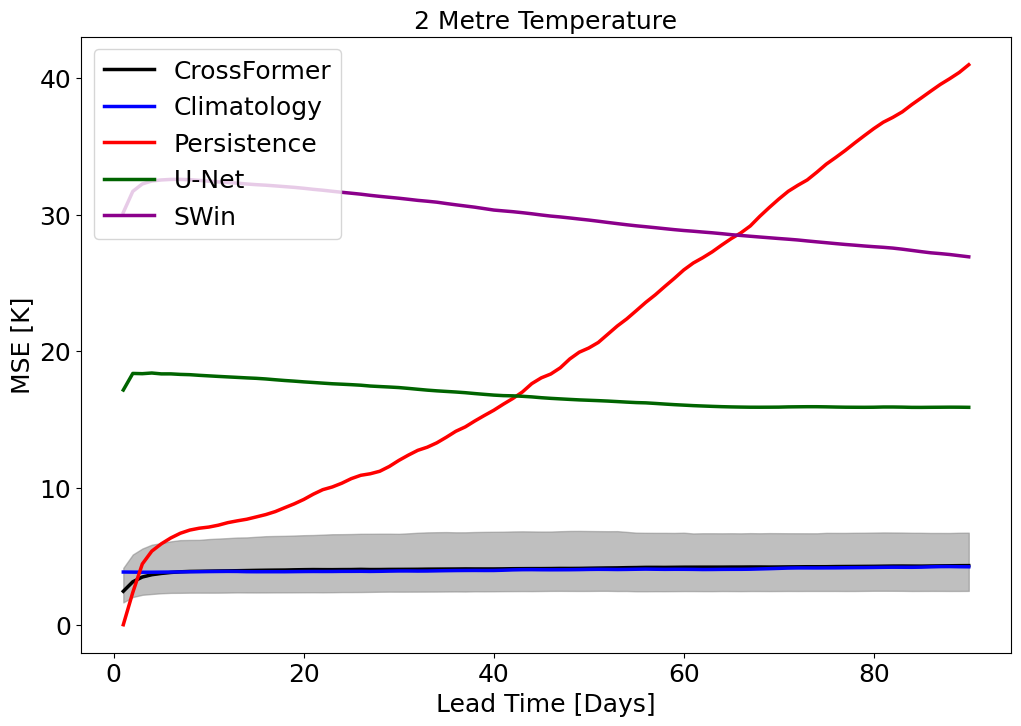 2 Metre Temperature
CrossFormer
Climatology
Persistence
U-Net
SWin
MSE [K]
40
30
20
10
0
0 20 40 60 80
Lead Time [Days]